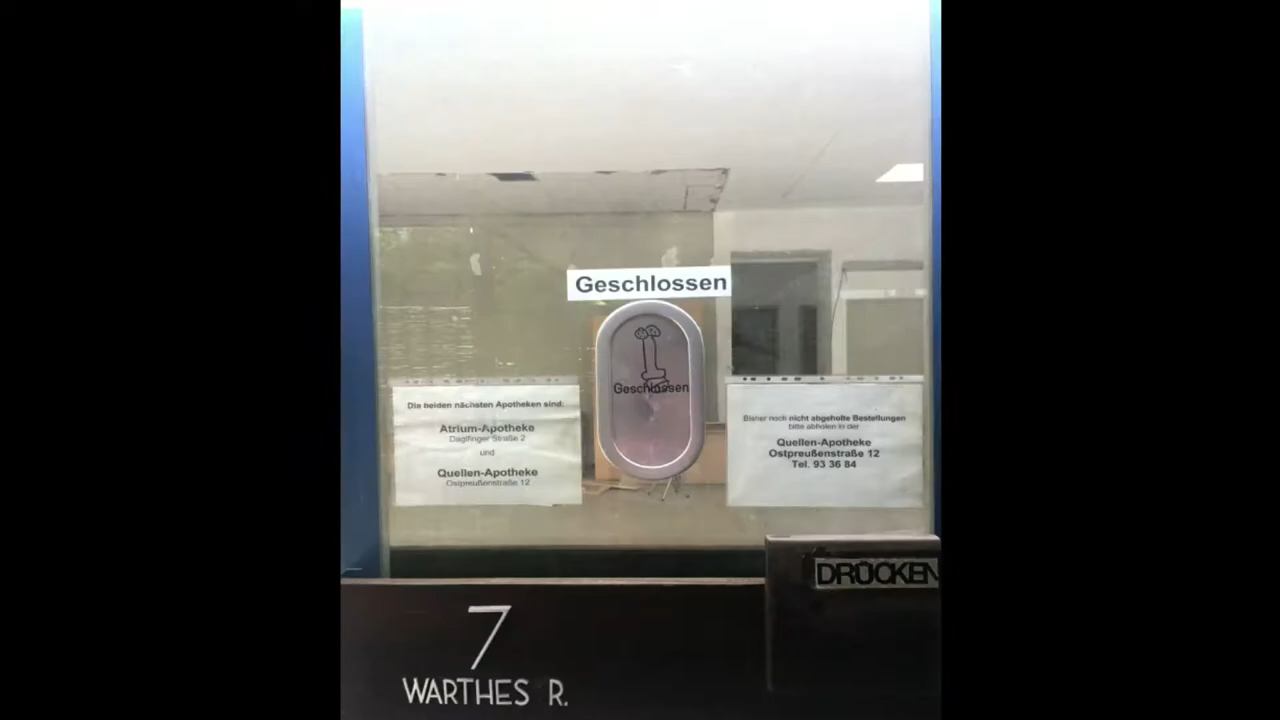 Geschlossen
Geschlossen
Die beiden nächsten Apotheken sind:
Atrium-Apotheke
Daglfinger Straße 2
und
Quellen-Apotheke
Ostpreußenstraße 12
Bisher noch nicht abgeholte Bestellungen
bitte abholen in der
Quellen-Apotheke
Ostpreußenstraße 12
Tel. 93 36 84
DRÜCKEN
7
WARTHES R.